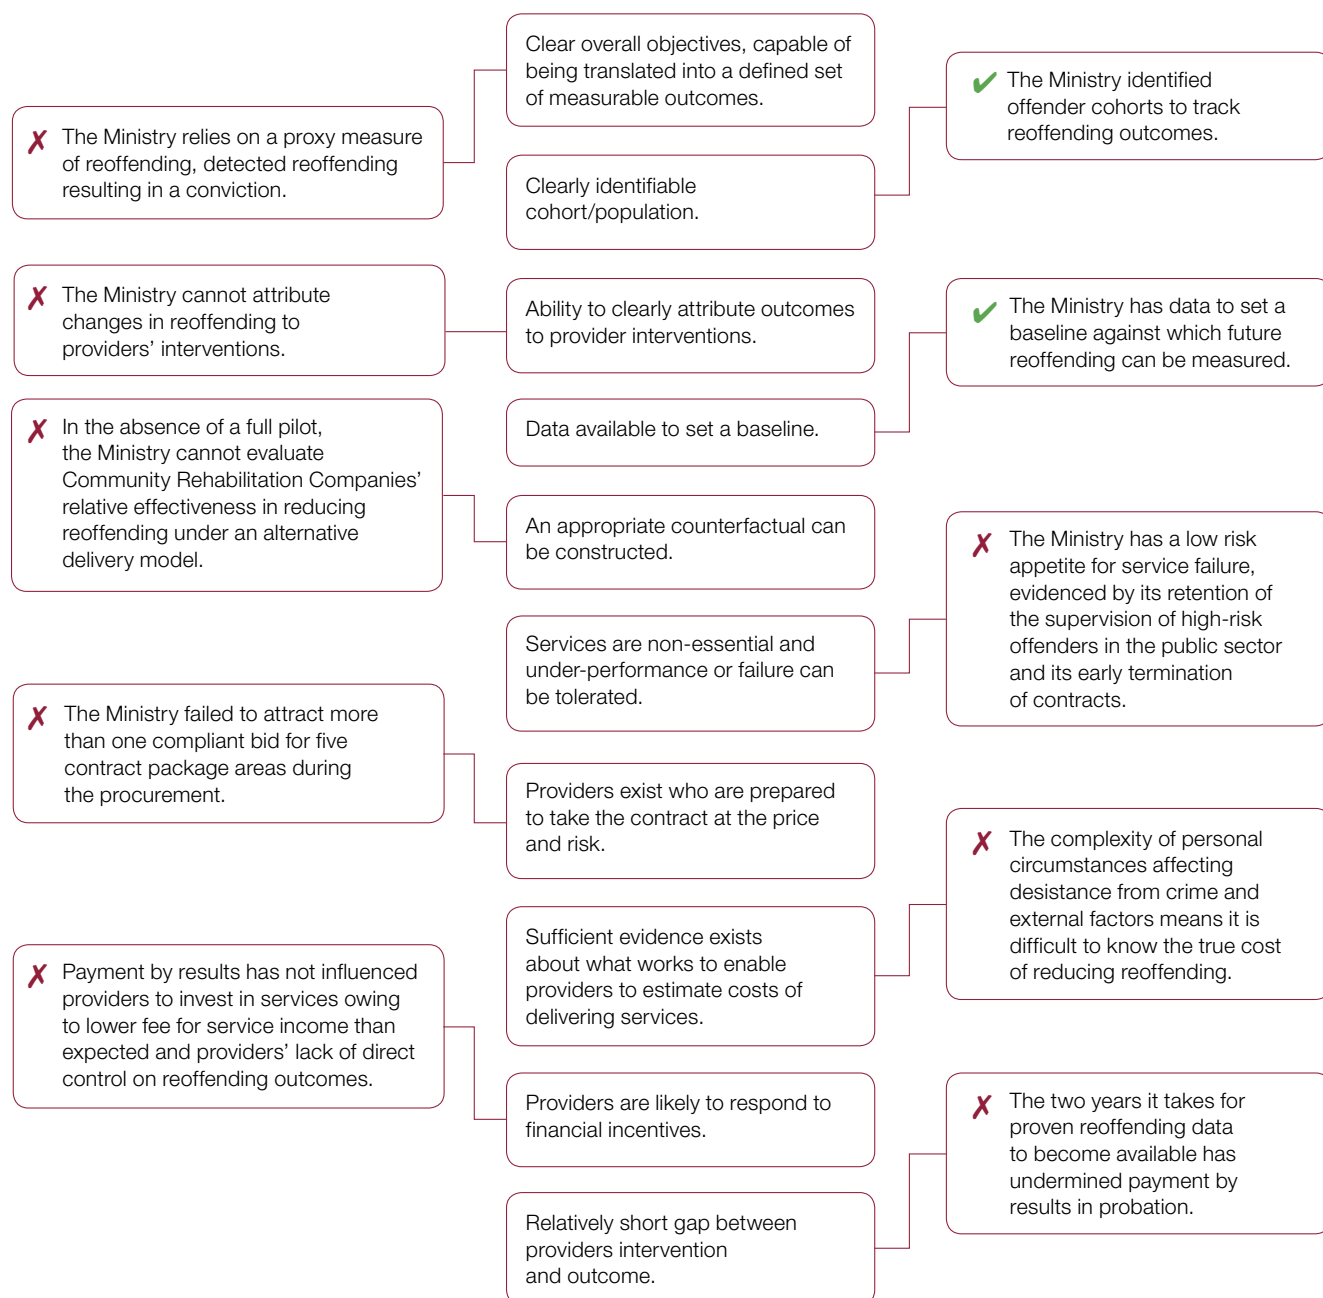 Clear overall objectives, capable of
being translated into a defined set
of measurable outcomes.
✗ The Ministry relies on a proxy measure
of reoffending, detected reoffending
resulting in a conviction.
Clearly identifiable
cohort/population.
✔ The Ministry identified
offender cohorts to track
reoffending outcomes.
✗ The Ministry cannot attribute
changes in reoffending to
providers’ interventions.
Ability to clearly attribute outcomes
to provider interventions.
Data available to set a baseline.
✔ The Ministry has data to set a
baseline against which future
reoffending can be measured.
✗ In the absence of a full pilot,
the Ministry cannot evaluate
Community Rehabilitation Companies’
relative effectiveness in reducing
reoffending under an alternative
delivery model.
An appropriate counterfactual can
be constructed.
Services are non-essential and
under-performance or failure can
be tolerated.
✗ The Ministry has a low risk
appetite for service failure,
evidenced by its retention of
the supervision of high-risk
offenders in the public sector
and its early termination
of contracts.
✗ The Ministry failed to attract more
than one compliant bid for five
contract package areas during
the procurement.
Providers exist who are prepared
to take the contract at the price
and risk.
Sufficient evidence exists
about what works to enable
providers to estimate costs of
delivering services.
✗ The complexity of personal
circumstances affecting
desistance from crime and
external factors means it is
difficult to know the true cost
of reducing reoffending.
✗ Payment by results has not influenced
providers to invest in services owing
to lower fee for service income than
expected and providers’ lack of direct
control on reoffending outcomes.
Providers are likely to respond to
financial incentives.
Relatively short gap between
providers intervention
and outcome.
✗ The two years it takes for
proven reoffending data
to become available has
undermined payment by
results in probation.